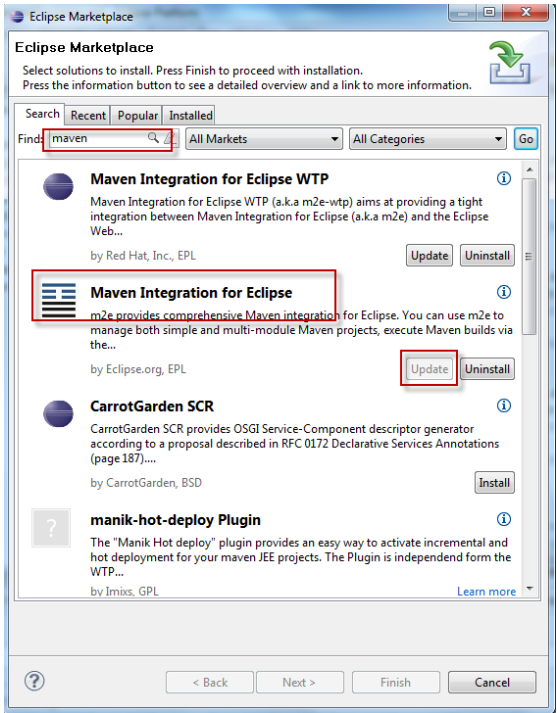 Eclipse Marketplace
Eclipse Marketplace
Select solutions to install. Press Finish to proceed with installation.
Press the information button to see a detailed overview and a link to more information.
Search Recent Popular Installed
Find: maven All Markets All Categories Go
Maven Integration for Eclipse WTP
Maven Integration for Eclipse WTP (a.k.a m2e-wtp) aims at providing a tight
integration between Maven Integration for Eclipse (a.k.a m2e) and the Eclipse
Web...
by Red Hat, Inc., EPL Update Uninstall
Maven Integration for Eclipse
m2e provides comprehensive Maven integration for Eclipse. You can use m2e to
manage both simple and multi-module Maven projects, execute Maven builds via
the...
by Eclipse.org, EPL Update Uninstall
CarrotGarden SCR
CarrotGarden SCR provides OSGI Service-Component descriptor generator
according to a proposal described in RFC 0172 Declarative Services Annotations
(page 187)....
by CarrotGarden, BSD Install
manik-hot-deploy Plugin
The "Manik Hot deploy" plugin provides an easy way to activate incremental and
hot deployment for your maven JEE projects. The Plugin is independend form the
WTP...
by Imixs, GPL Learn more
? < Back Next > Finish Cancel